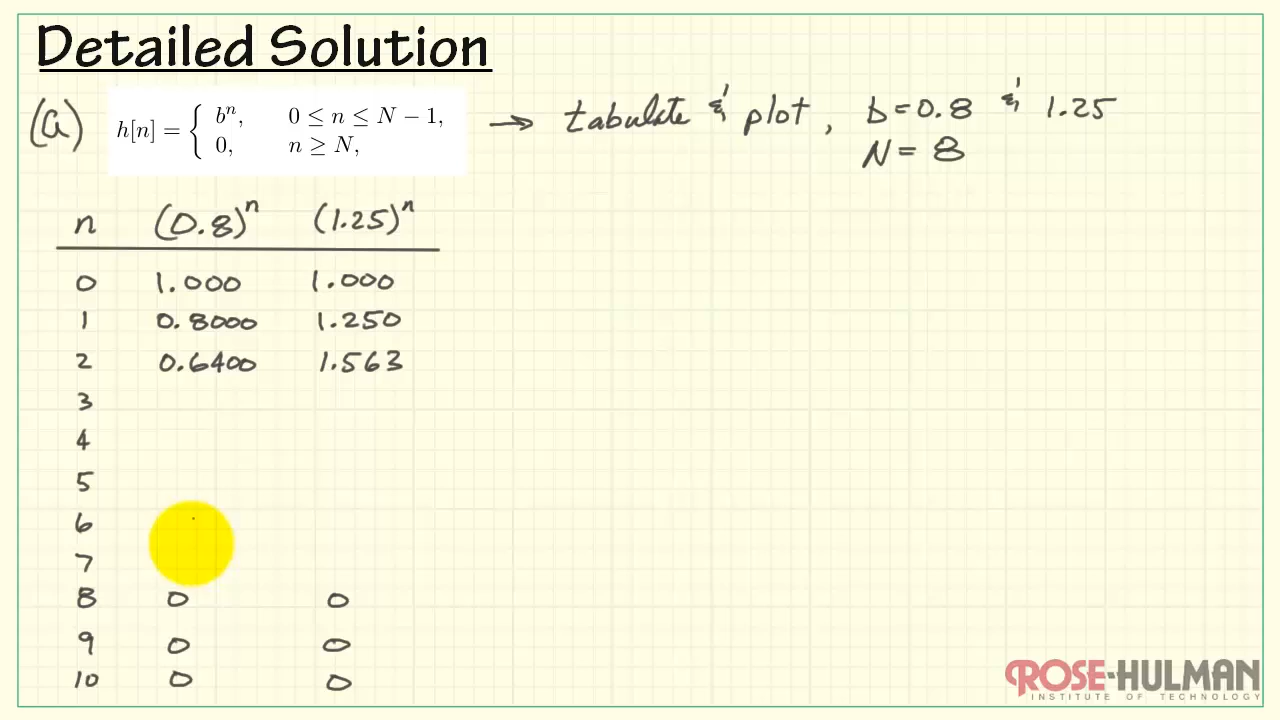 Detailed Solution
(a) h[n] = { bⁿ, 0 ≤ n ≤ N − 1, → tabulate & plot, b = 0.8 & 1.25
0, n ≥ N, N = 8
n (0.8)ⁿ (1.25)ⁿ
0 1.000 1.000
1 0.8000 1.250
2 0.6400 1.563
3
4
5
6
7
8 0 0
9 0 0
10 0 0
ROSE-HULMAN
INSTITUTE OF TECHNOLOGY